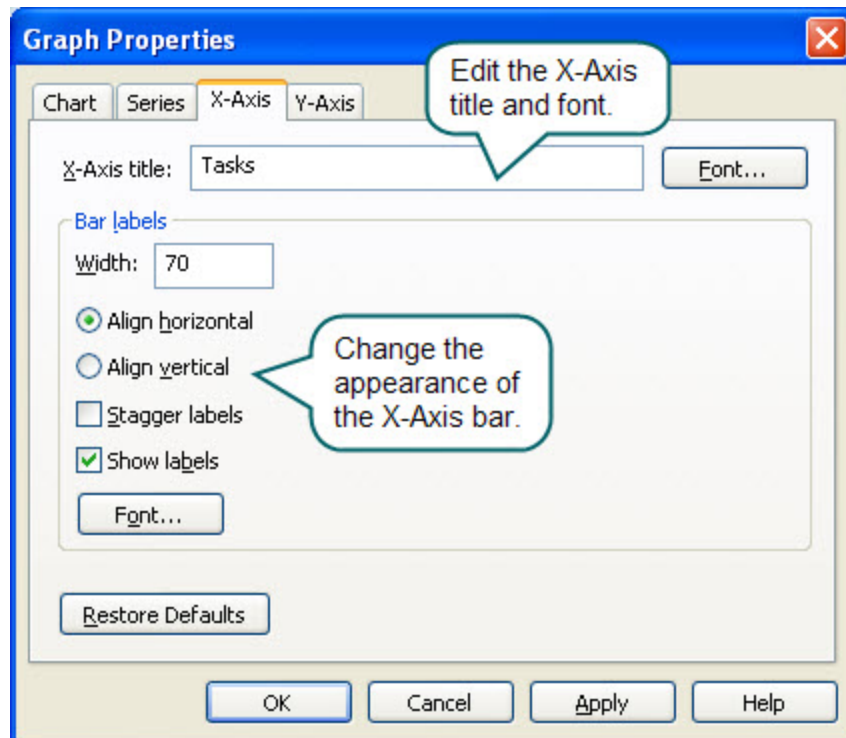 Graph Properties
Edit the X-Axis
title and font.
Chart Series X-Axis Y-Axis
X-Axis title: Tasks Font...
Bar labels
Width: 70
Align horizontal
Align vertical
Change the
appearance of
the X-Axis bar.
Stagger labels
Show labels
Font...
Restore Defaults
OK Cancel Apply Help